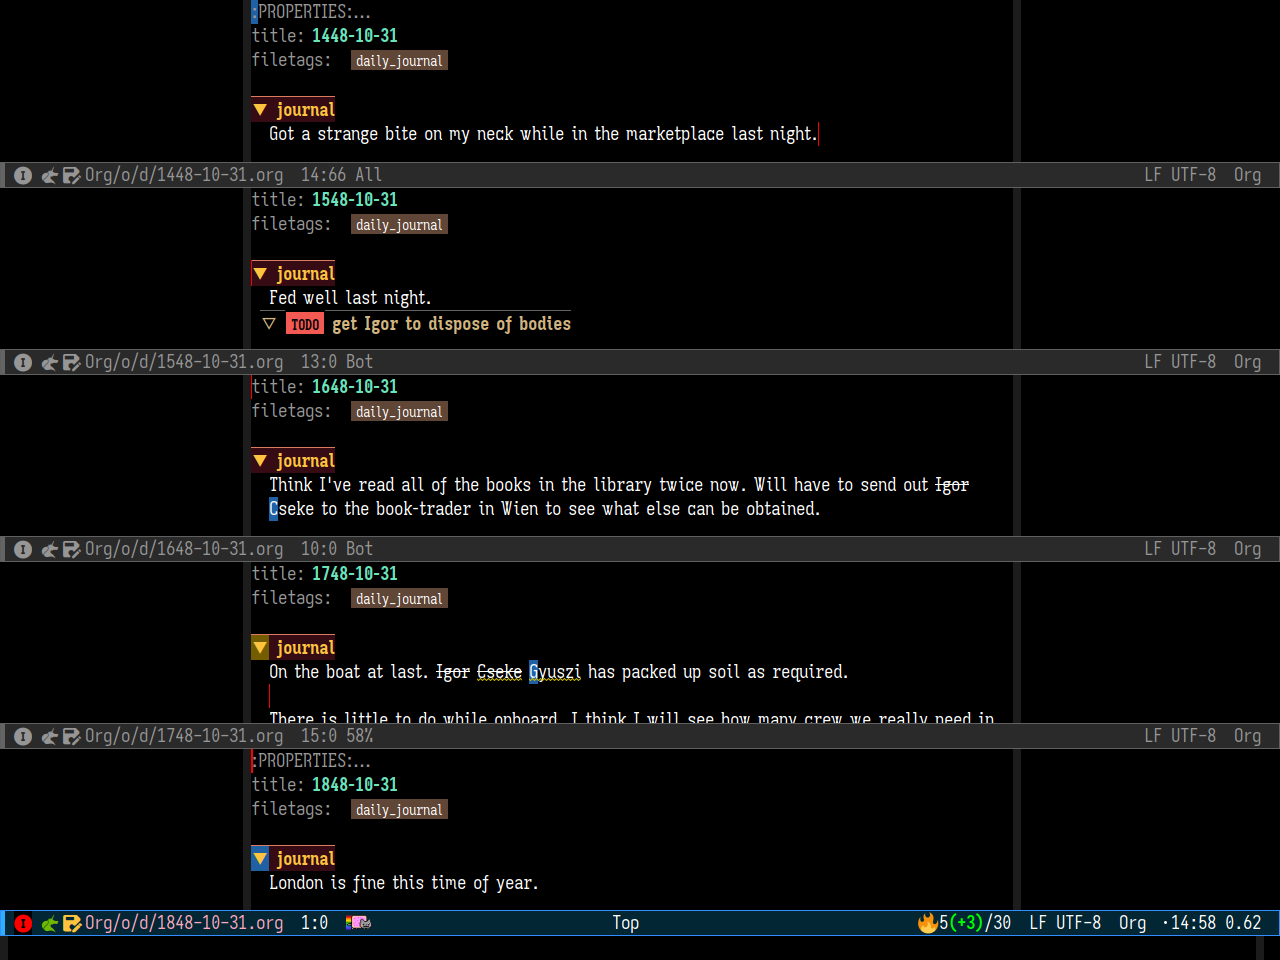 :PROPERTIES:...
title: 1448-10-31
filetags: daily_journal
▼ journal
Got a strange bite on my neck while in the marketplace last night.
I Org/o/d/1448-10-31.org 14:66 All LF UTF-8 Org
title: 1548-10-31
filetags: daily_journal
▼ journal
Fed well last night.
▽ TODO get Igor to dispose of bodies
I Org/o/d/1548-10-31.org 13:0 Bot LF UTF-8 Org
title: 1648-10-31
filetags: daily_journal
▼ journal
Think I've read all of the books in the library twice now. Will have to send out Igor
Cseke to the book-trader in Wien to see what else can be obtained.
I Org/o/d/1648-10-31.org 10:0 Bot LF UTF-8 Org
title: 1748-10-31
filetags: daily_journal
▼ journal
On the boat at last. Igor Cseke Gyuszi has packed up soil as required.
There is little to do while onboard. I think I will see how many crew we really need in
I Org/o/d/1748-10-31.org 15:0 58% LF UTF-8 Org
:PROPERTIES:...
title: 1848-10-31
filetags: daily_journal
▼ journal
London is fine this time of year.
I Org/o/d/1848-10-31.org 1:0 Top 🔥5(+3)/30 LF UTF-8 Org ·14:58 0.62